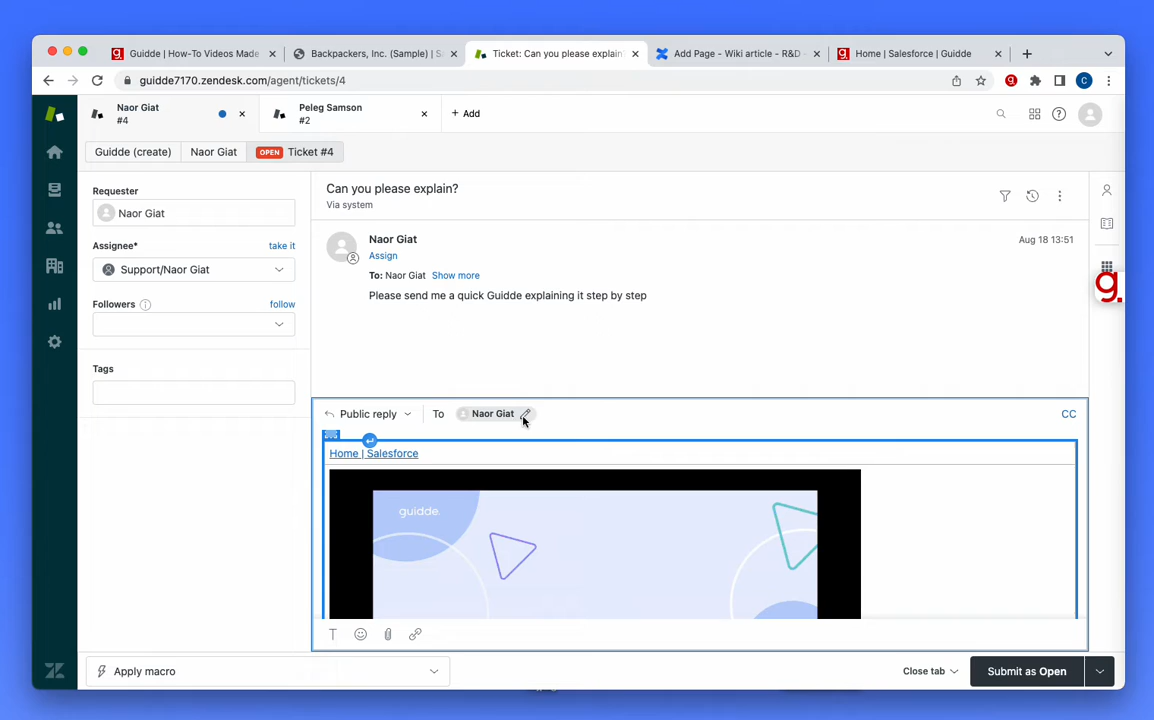 Guidde | How-To Videos Made
Backpackers, Inc. (Sample) | S
Ticket: Can you please explain
Add Page - Wiki article - R&D -
Home | Salesforce | Guidde
guidde7170.zendesk.com/agent/tickets/4
C
Naor Giat
#4
Peleg Samson
#2
+ Add
Guidde (create)
Naor Giat
OPEN
Ticket #4
Requester
Naor Giat
Assignee*
take it
Support/Naor Giat
Followers
follow
Tags
Can you please explain?
Via system
Naor Giat
Aug 18 13:51
Assign
To: Naor Giat Show more
Please send me a quick Guidde explaining it step by step
g.
Public reply
To
Naor Giat
CC
Home | Salesforce
guidde.
Apply macro
Close tab
Submit as Open